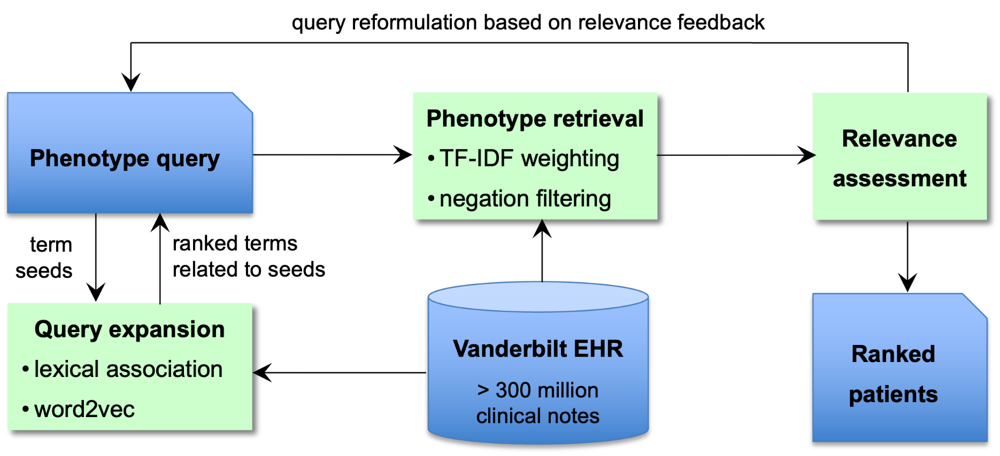 query reformulation based on relevance feedback
Phenotype query
Phenotype retrieval
• TF-IDF weighting
• negation filtering
Relevance
assessment
term
seeds
ranked terms
related to seeds
Query expansion
• lexical association
• word2vec
Vanderbilt EHR
> 300 million
clinical notes
Ranked
patients